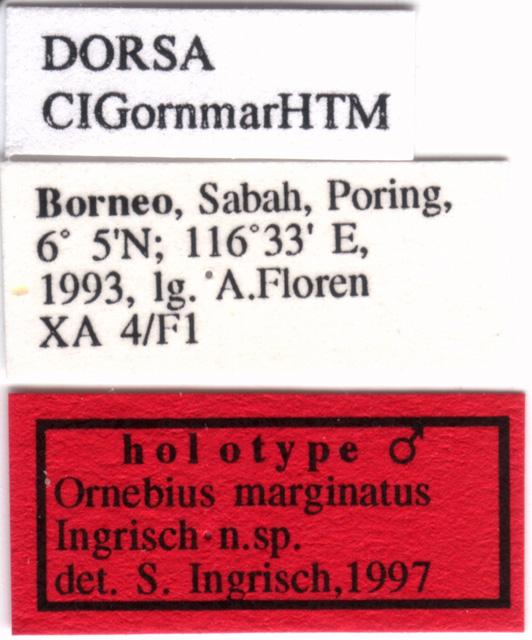 DORSA
CIGornmarHTM
Borneo, Sabah, Poring,
6° 5'N; 116°33' E,
1993, lg. A.Floren
XA 4/F1
holotype ♂
Ornebius marginatus
Ingrisch n.sp.
det. S. Ingrisch,1997